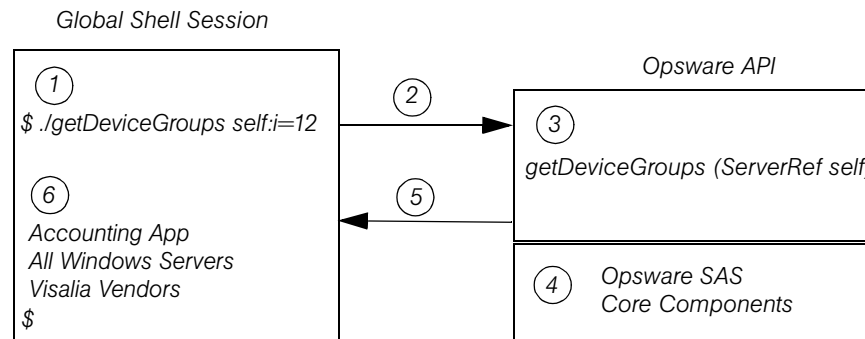 Global Shell Session
1
$ ./getDeviceGroups self:i=12
6
Accounting App
All Windows Servers
Visalia Vendors
$
2
5
Opsware API
3
getDeviceGroups (ServerRef self)
4
Opsware SAS
Core Components